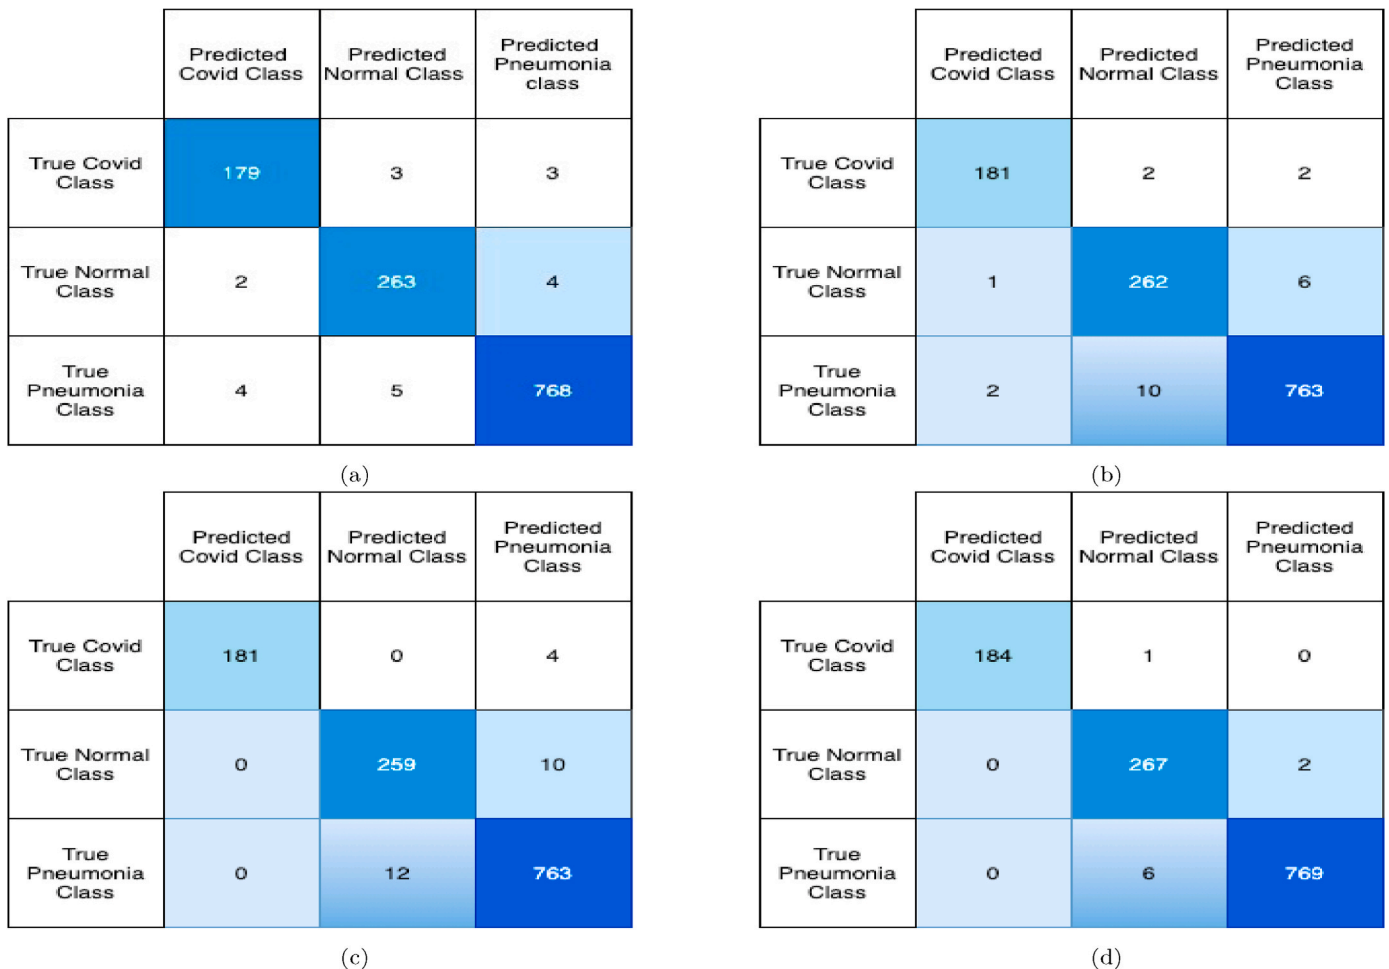 Predicted
Covid Class
Predicted
Normal Class
Predicted
Pneumonia
class
True Covid
Class
179
3
3
True Normal
Class
2
263
4
True
Pneumonia
Class
4
5
768
(a)
Predicted
Covid Class
Predicted
Normal Class
Predicted
Pneumonia
Class
True Covid
Class
181
2
2
True Normal
Class
1
262
6
True
Pneumonia
Class
2
10
763
(b)
Predicted
Covid Class
Predicted
Normal Class
Predicted
Pneumonia
Class
True Covid
Class
181
0
4
True Normal
Class
0
259
10
True
Pneumonia
Class
0
12
763
(c)
Predicted
Covid Class
Predicted
Normal Class
Predicted
Pneumonia
Class
True Covid
Class
184
1
0
True Normal
Class
0
267
2
True
Pneumonia
Class
0
6
769
(d)